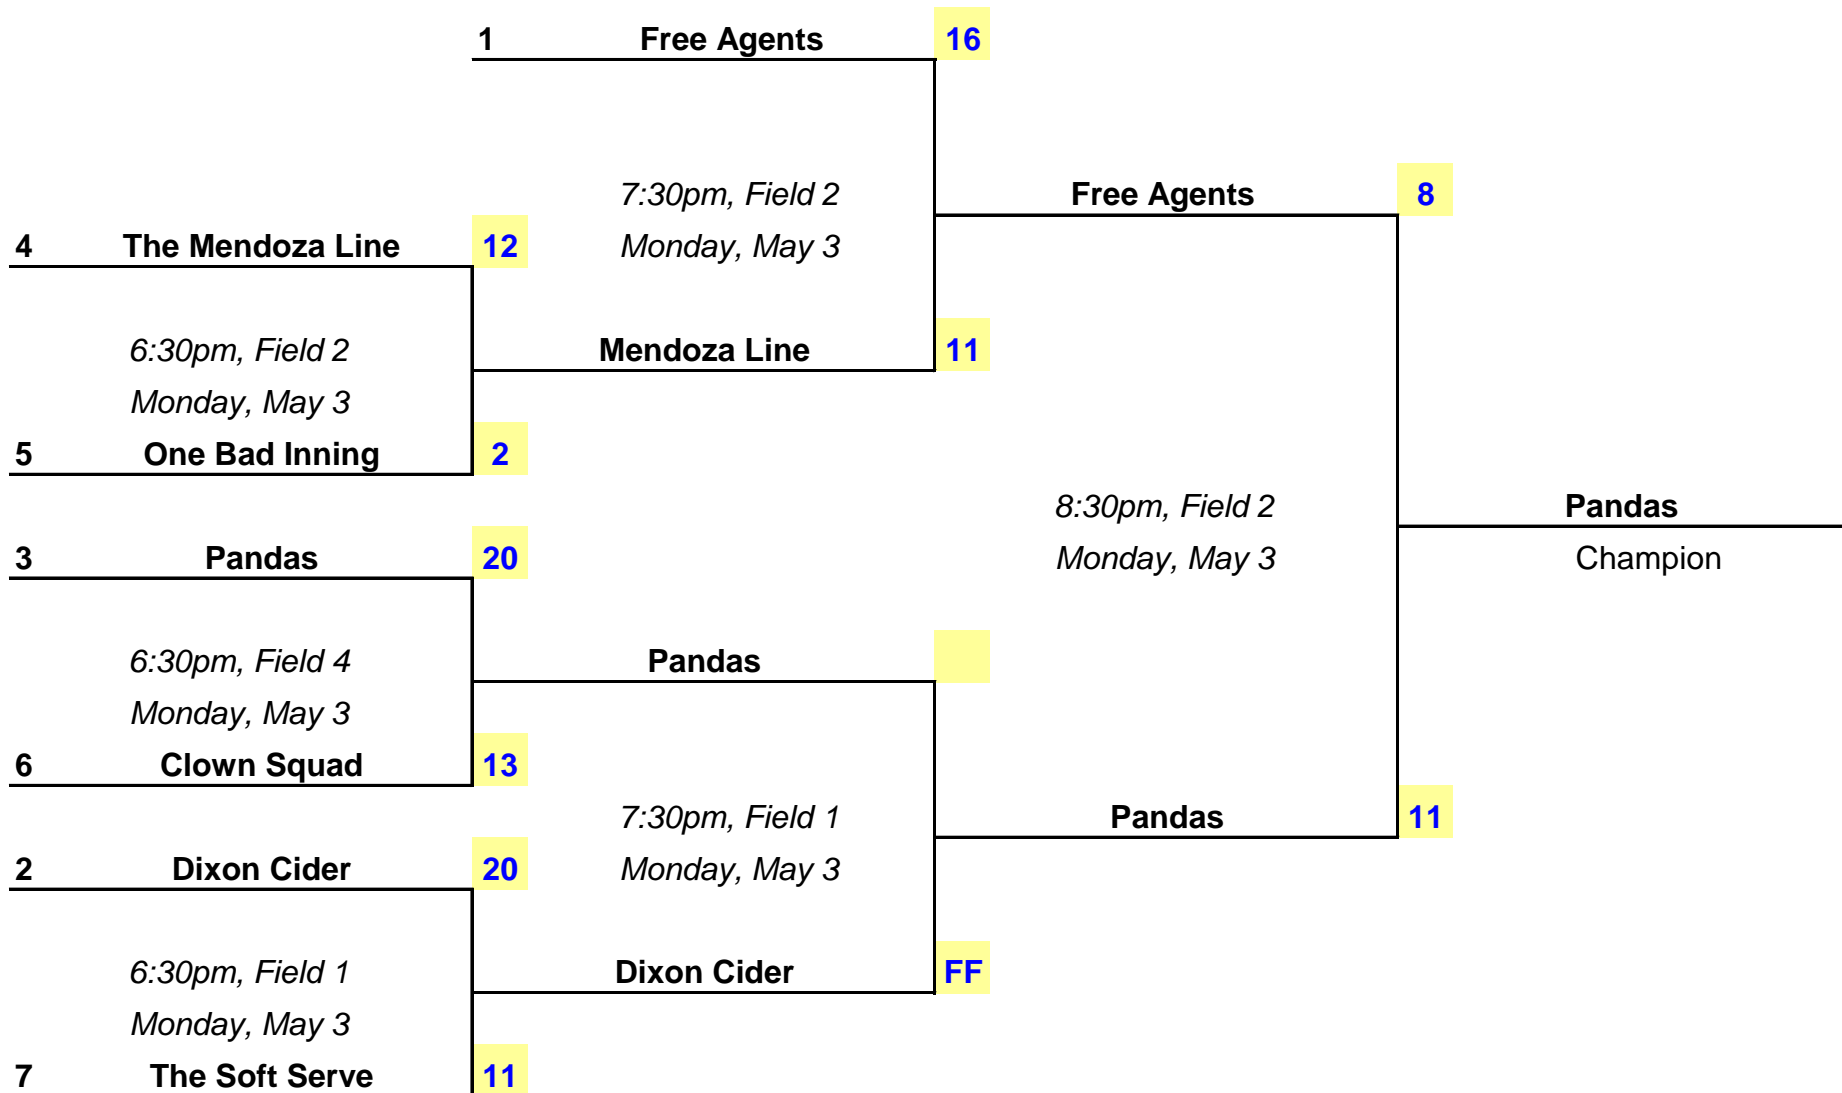 1 Free Agents 16
7:30pm, Field 2 Free Agents 8
4 The Mendoza Line 12 Monday, May 3
6:30pm, Field 2 Mendoza Line 11
Monday, May 3
5 One Bad Inning 2
8:30pm, Field 2 Pandas
3 Pandas 20 Monday, May 3 Champion
6:30pm, Field 4 Pandas
Monday, May 3
6 Clown Squad 13
7:30pm, Field 1 Pandas 11
2 Dixon Cider 20 Monday, May 3
6:30pm, Field 1 Dixon Cider FF
Monday, May 3
7 The Soft Serve 11